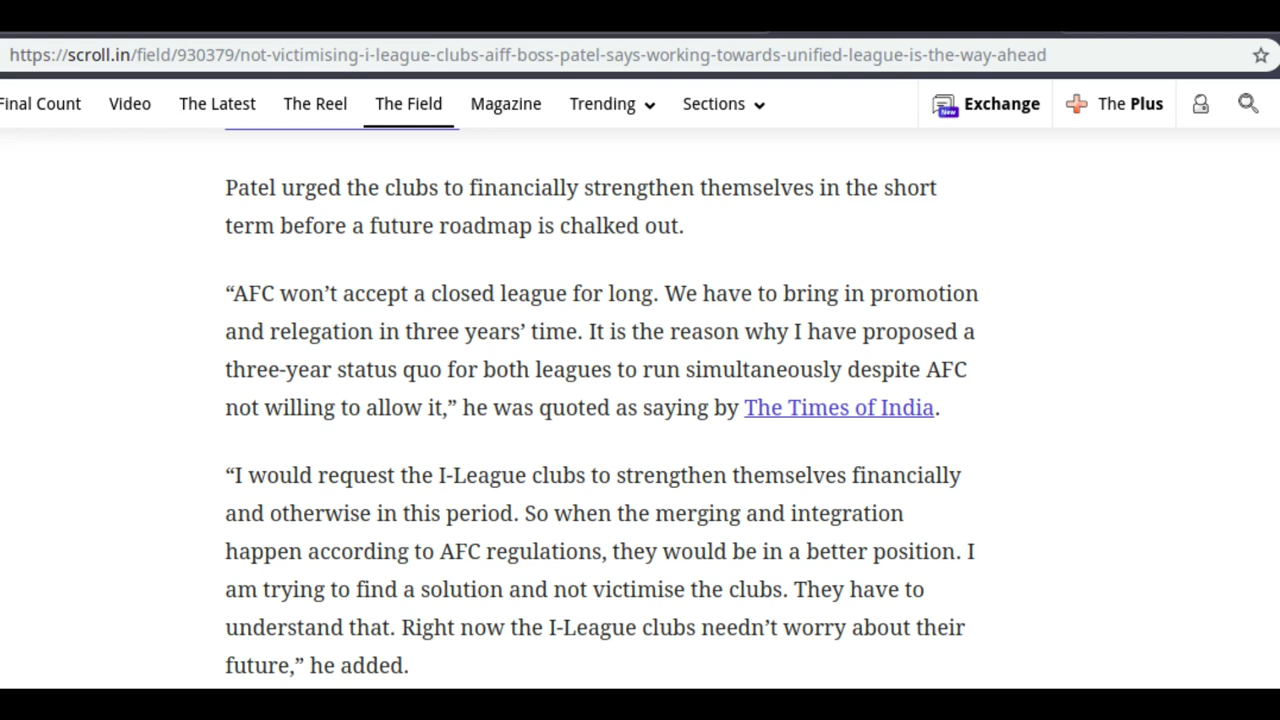 https://scroll.in/field/930379/not-victimising-i-league-clubs-aiff-boss-patel-says-working-towards-unified-league-is-the-way-ahead
Final Count Video The Latest The Reel The Field Magazine Trending Sections New Exchange The Plus
Patel urged the clubs to financially strengthen themselves in the short
term before a future roadmap is chalked out.
“AFC won’t accept a closed league for long. We have to bring in promotion
and relegation in three years’ time. It is the reason why I have proposed a
three-year status quo for both leagues to run simultaneously despite AFC
not willing to allow it,” he was quoted as saying by The Times of India.
“I would request the I-League clubs to strengthen themselves financially
and otherwise in this period. So when the merging and integration
happen according to AFC regulations, they would be in a better position. I
am trying to find a solution and not victimise the clubs. They have to
understand that. Right now the I-League clubs needn’t worry about their
future,” he added.